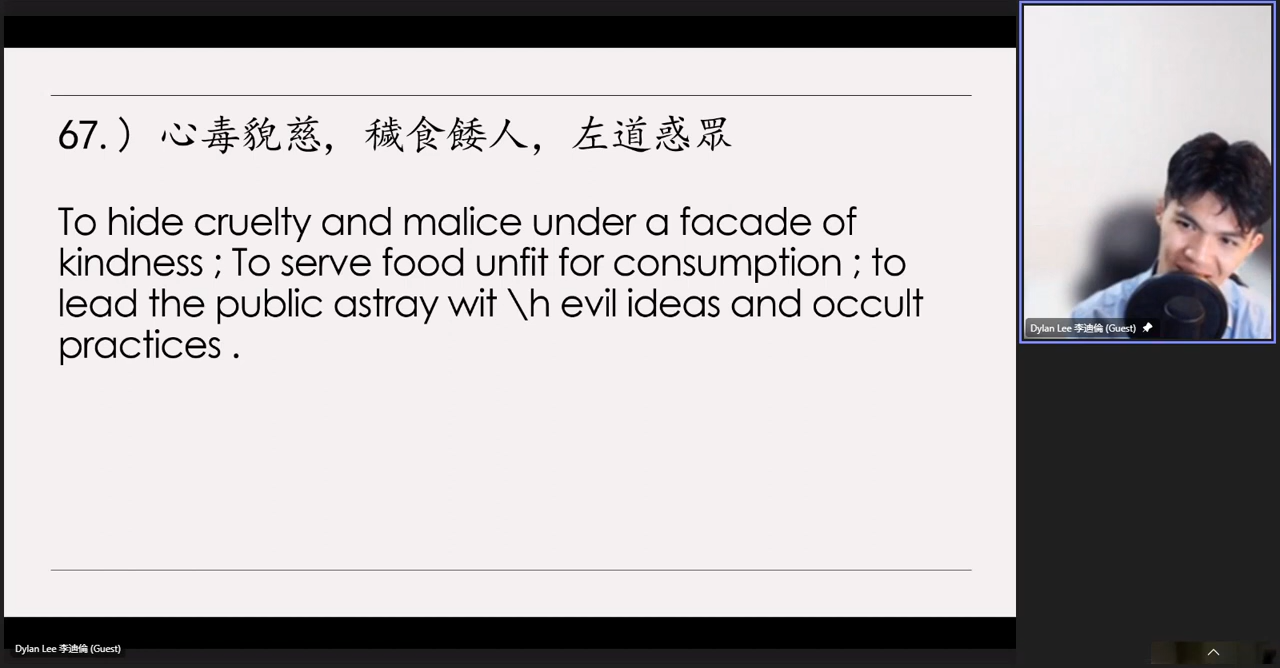 67.）心毒貌慈，穢食餧人，左道惑眾
To hide cruelty and malice under a facade of
kindness ; To serve food unfit for consumption ; to
lead the public astray wit \h evil ideas and occult
practices .
Dylan Lee 李迪倫 (Guest)
Dylan Lee 李迪倫 (Guest)